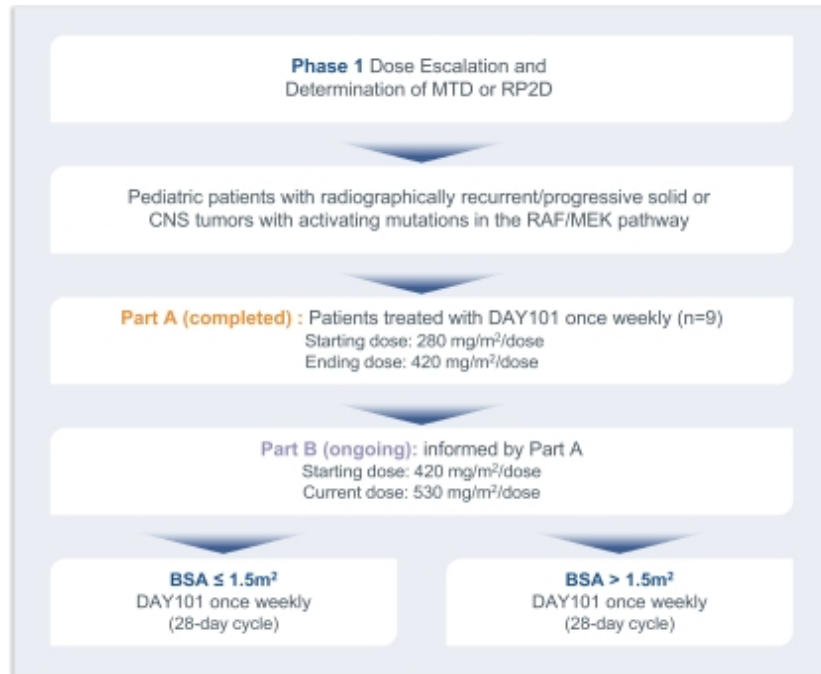 Phase 1 Dose Escalation and
Determination of MTD or RP2D
Pediatric patients with radiographically recurrent/progressive solid or
CNS tumors with activating mutations in the RAF/MEK pathway
Part A (completed) : Patients treated with DAY101 once weekly (n=9)
Starting dose: 280 mg/m²/dose
Ending dose: 420 mg/m²/dose
Part B (ongoing): informed by Part A
Starting dose: 420 mg/m²/dose
Current dose: 530 mg/m²/dose
BSA ≤ 1.5m²
DAY101 once weekly
(28-day cycle)
BSA > 1.5m²
DAY101 once weekly
(28-day cycle)